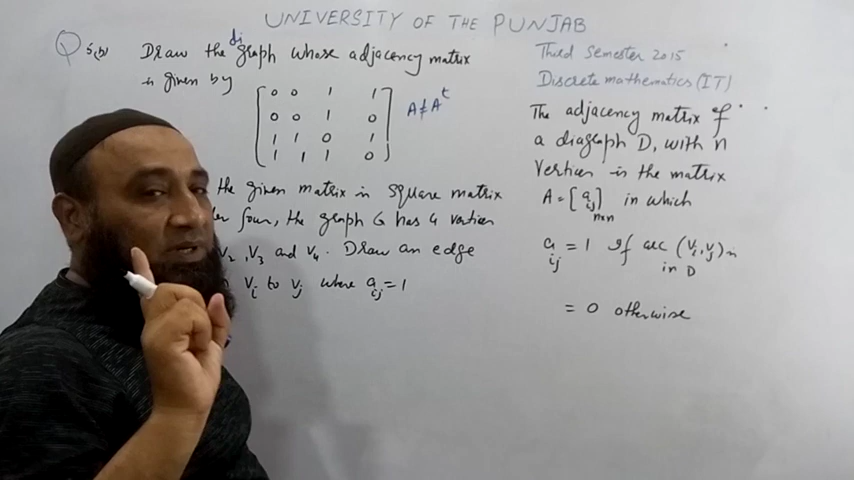 UNIVERSITY OF THE PUNJAB
Q 5(b) Draw the digraph whose adjacency matrix
is given by
0 0 1 1
0 0 1 0
1 1 0 1
1 1 1 0
A ≠ A^t
the given matrix is square matrix
four, the graph G has 4 vertices
V2, V3 and V4. Draw an edge
Vi to Vj where aij = 1
Third Semester 2015
Discrete mathematics (IT)
The adjacency matrix of
a diagraph D, with n
vertices is the matrix
A = [aij]nxn in which
aij = 1 if arc (Vi, Vj) is
in D
= 0 otherwise